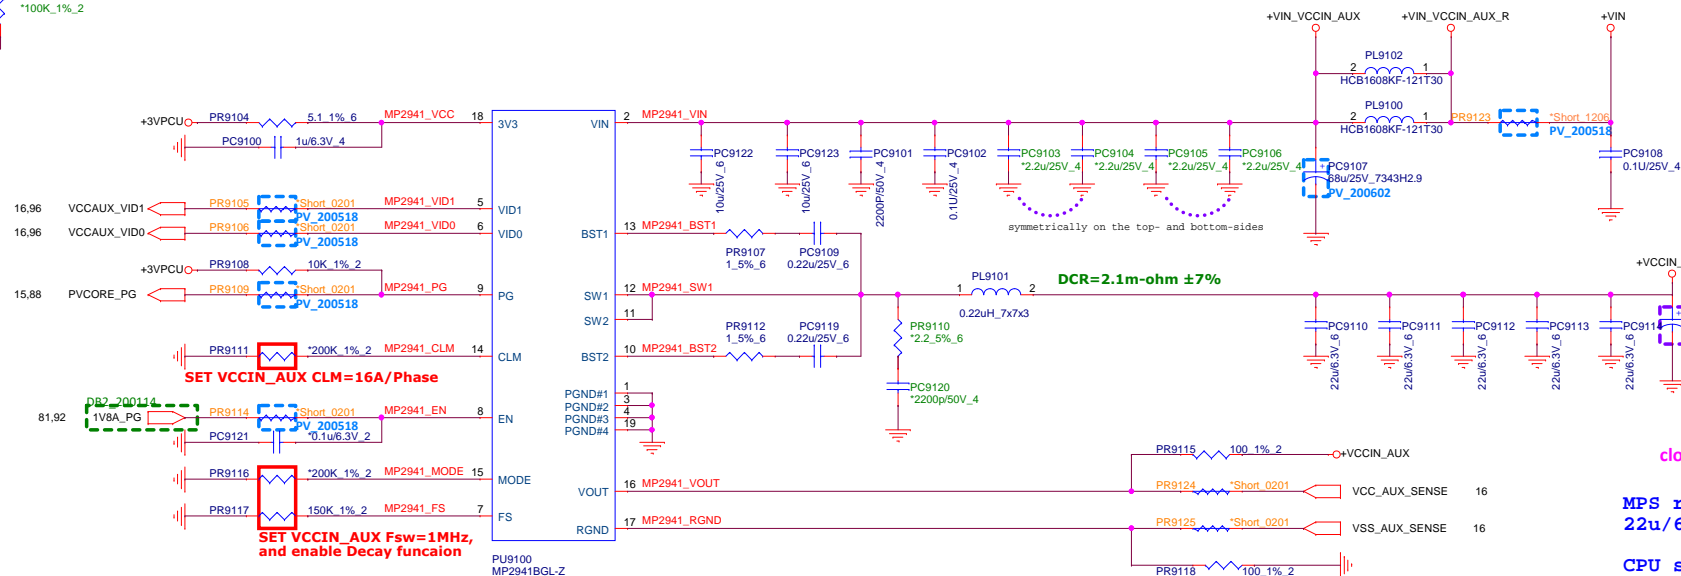 *100K_1%_2
+VIN_VCCIN_AUX
+VIN_VCCIN_AUX_R
+VIN
PL9102
2 1
HCB1608KF-121T30
PL9100
2 1
HCB1608KF-121T30
PR9123 *Short_1206
PV_200518
+3VPCU PR9104 5.1_1%_6 MP2941_VCC 18 3V3
PC9100 1u/6.3V_4
VIN 2 MP2941_VIN
PC9122 10u/25V_6
PC9123 10u/25V_6
PC9101 2200P/50V_4
PC9102 0.1U/25V_4
PC9103 *2.2u/25V_4
PC9104 *2.2u/25V_4
PC9105 *2.2u/25V_4
PC9106 *2.2u/25V_4
+ PC9107
68u/25V_7343H2.9
PV_200602
PC9108
0.1U/25V_4
symmetrically on the top- and bottom-sides
16,96 VCCAUX_VID1 PR9105 *Short_0201 MP2941_VID1 5 VID1
PV_200518
16,96 VCCAUX_VID0 PR9106 *Short_0201 MP2941_VID0 6 VID0
PV_200518
BST1 13 MP2941_BST1
PR9107
1_5%_6
PC9109
0.22u/25V_6
+3VPCU PR9108 10K_1%_2
15,88 PVCORE_PG PR9109 *Short_0201 MP2941_PG 9 PG
PV_200518
SW1 12 MP2941_SW1
SW2 11
PL9101
1 2
0.22uH_7x7x3
DCR=2.1m-ohm ±7%
+VCCIN_
PR9110
*2.2_5%_6
PC9120
*2200p/50V_4
PC9110 22u/6.3V_6
PC9111 22u/6.3V_6
PC9112 22u/6.3V_6
PC9113 22u/6.3V_6
PC9114 22u/6.3V_6
+
PR9111 *200K_1%_2 MP2941_CLM 14 CLM
SET VCCIN_AUX CLM=16A/Phase
BST2 10 MP2941_BST2
PR9112
1_5%_6
PC9119
0.22u/25V_6
PGND#1 1
PGND#2 3
PGND#3 4
PGND#4 19
DB2_200114
81,92 1V8A_PG PR9114 *Short_0201 MP2941_EN 8 EN
PV_200518
PC9121 *0.1u/6.3V_2
PR9116 *200K_1%_2 MP2941_MODE 15 MODE
PR9117 150K_1%_2 MP2941_FS 7 FS
SET VCCIN_AUX Fsw=1MHz,
and enable Decay funcaion
VOUT 16 MP2941_VOUT
RGND 17 MP2941_RGND
PU9100
MP2941BGL-Z
PR9115 100_1%_2 +VCCIN_AUX
PR9124 *Short_0201 VCC_AUX_SENSE 16
PR9125 *Short_0201 VSS_AUX_SENSE 16
PR9118 100_1%_2
clo
MPS
22u/6
CPU s